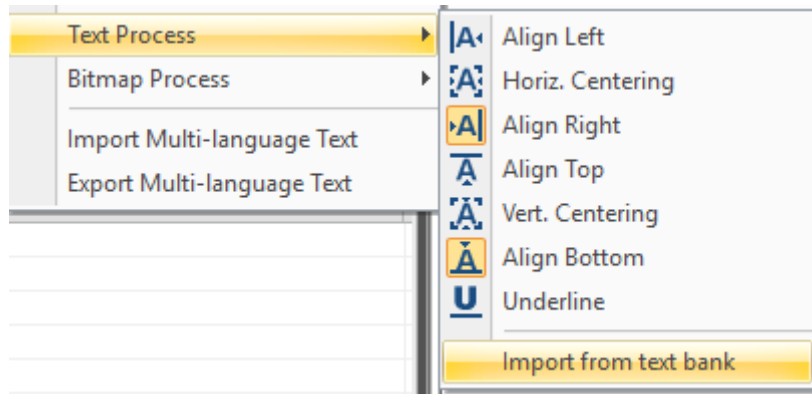 Text Process
Bitmap Process
Import Multi-language Text
Export Multi-language Text
Align Left
Horiz. Centering
Align Right
Align Top
Vert. Centering
Align Bottom
Underline
Import from text bank